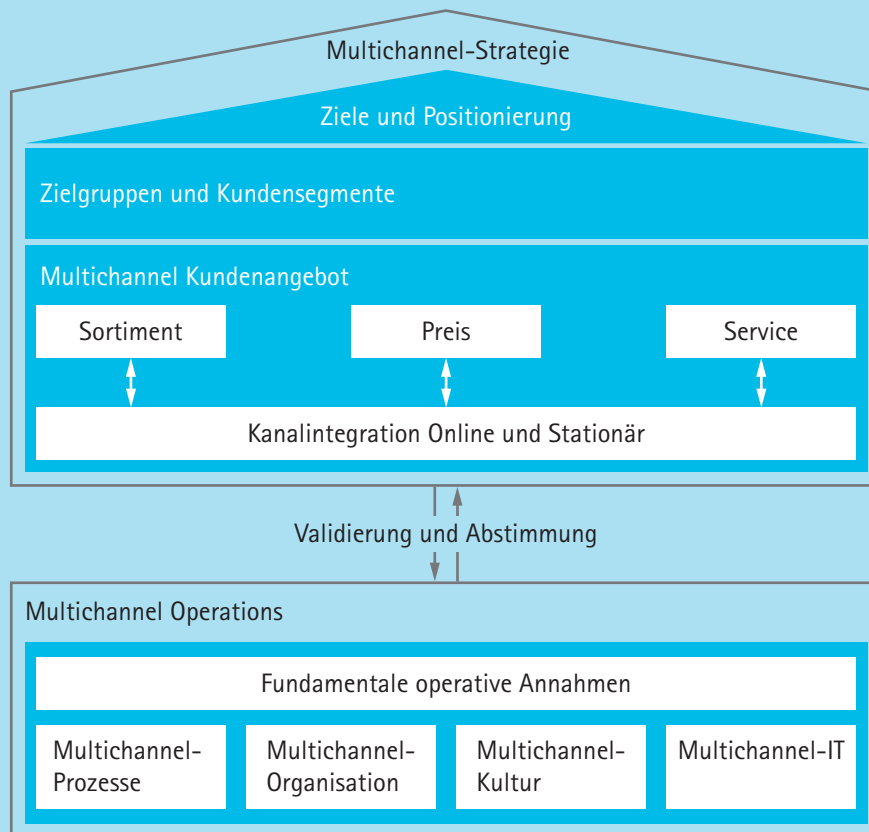 Multichannel-Strategie
Ziele und Positionierung
Zielgruppen und Kundensegmente
Multichannel Kundenangebot
Sortiment
Preis
Service
Kanalintegration Online und Stationär
Validierung und Abstimmung
Multichannel Operations
Fundamentale operative Annahmen
Multichannel-
Prozesse
Multichannel-
Organisation
Multichannel-
Kultur
Multichannel-IT